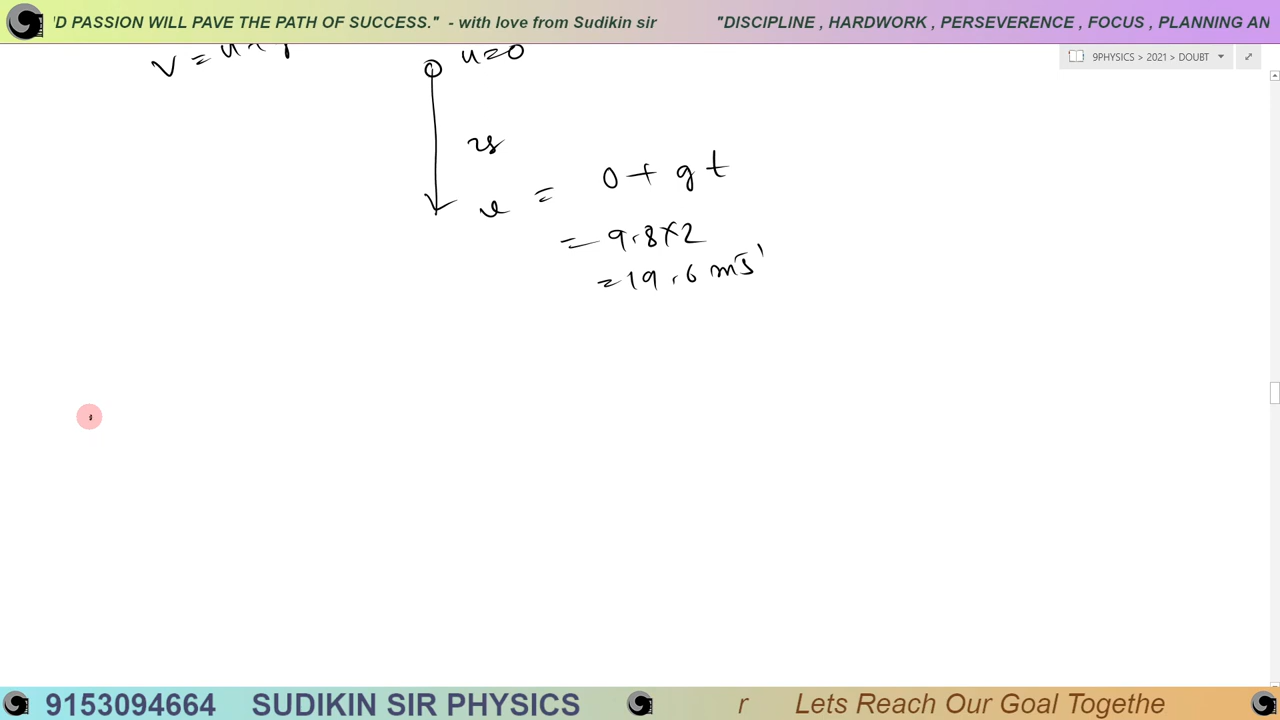 'D PASSION WILL PAVE THE PATH OF SUCCESS." - with love from Sudikin sir "DISCIPLINE , HARDWORK , PERSEVERENCE , FOCUS , PLANNING AN
9PHYSICS > 2021 > DOUBT
v = u
u=0
2s
v = 0 + gt
= 9.8×2
= 19.6 ms⁻¹
9153094664 SUDIKIN SIR PHYSICS r Lets Reach Our Goal Togethe